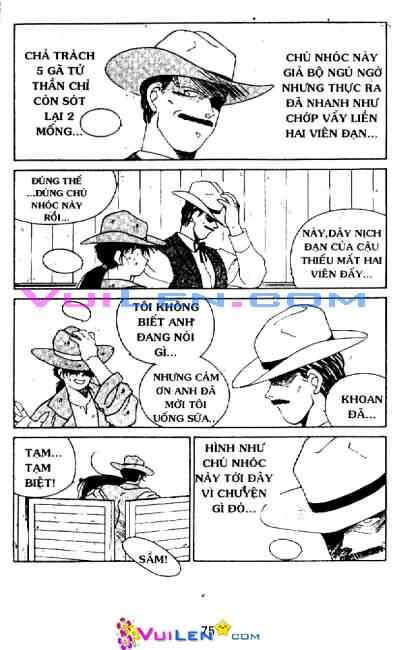 CHẢ TRÁCH
5 GÃ TỬ
THẦN CHỈ
CÒN SÓT
LẠI 2
MỐNG...
CHÚ NHÓC NÀY
GIẢ BỘ NGÙ NGỜ
NHƯNG THỰC RA
ĐÃ NHANH NHƯ
CHỚP VẨY LIỀN
HAI VIÊN ĐẠN...
ĐÚNG THẾ
...ĐÚNG CHÚ
NHÓC NÀY
RỒI...
NÀY, DÂY NỊCH
ĐẠN CỦA CẬU
THIẾU MẤT HAI
VIÊN ĐẤY...
VUILEN.COM
TÔI KHÔNG
BIẾT ANH
ĐANG NÓI
GÌ...
NHƯNG CẢM
ƠN ANH ĐÃ
MỜI TÔI
UỐNG SỮA..
KHOAN
ĐÃ...
TẠM...
TẠM
BIỆT!
SẦM!
HÌNH NHƯ
CHÚ NHÓC
NÀY TỚI ĐÂY
VÌ CHUYỆN
GÌ ĐÓ...
75
VUILEN.COM